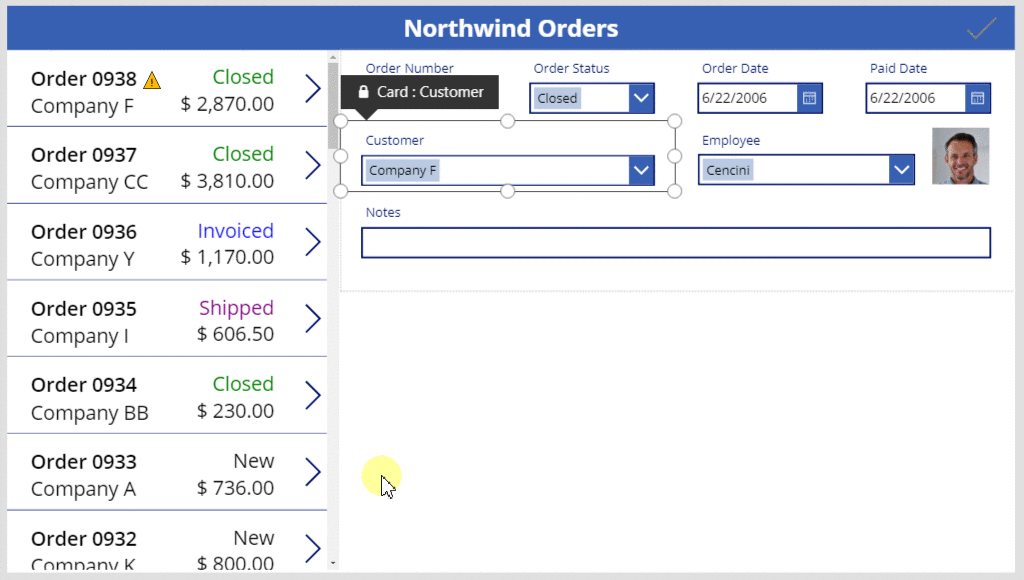 Northwind Orders
Order 0938 Closed
Company F $ 2,870.00
Order 0937 Closed
Company CC $ 3,810.00
Order 0936 Invoiced
Company Y $ 1,170.00
Order 0935 Shipped
Company I $ 606.50
Order 0934 Closed
Company BB $ 230.00
Order 0933 New
Company A $ 736.00
Order 0932 New
Company K $ 800.00
Order Number Order Status Order Date Paid Date
Card : Customer
Closed 6/22/2006 6/22/2006
Customer Employee
Company F Cencini
Notes